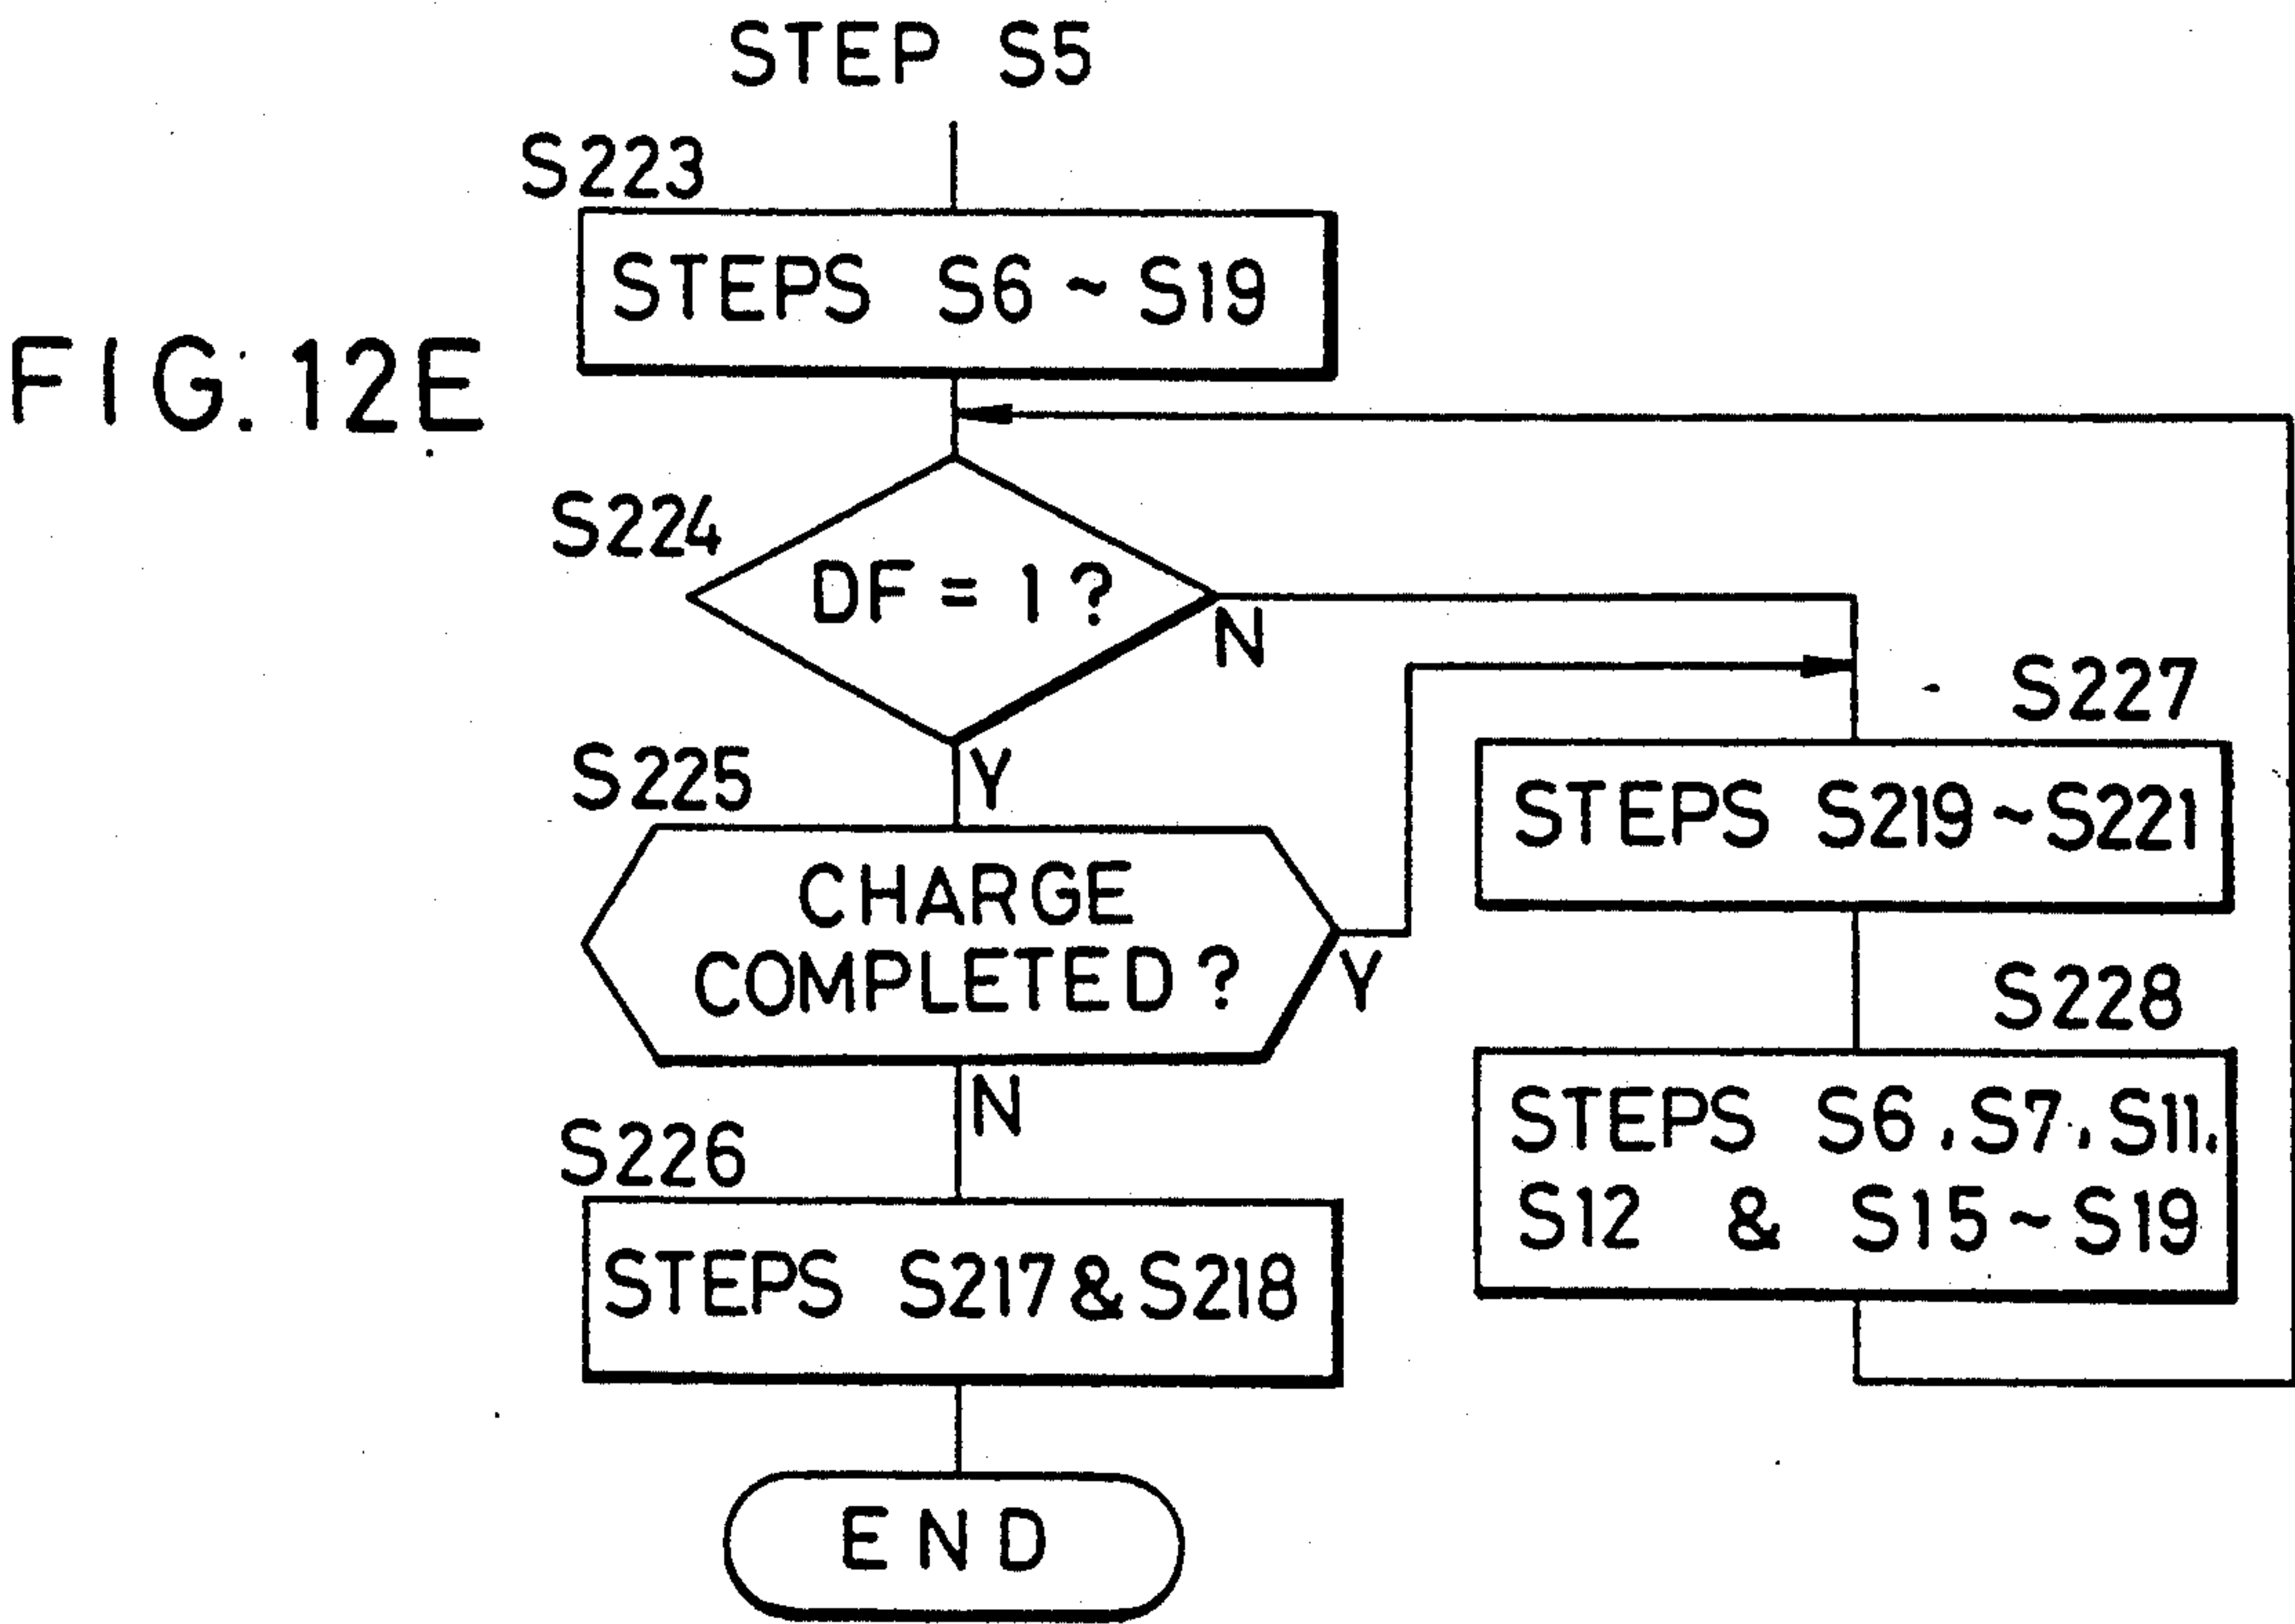 STEP S5
S223
STEPS S6 ~ S19
FIG. 12E
S224
DF = 1 ?
N
S227
Y
S225
STEPS S219 ~ S221
CHARGE
COMPLETED ?
Y
S228
N
STEPS S6, S7, S11,
S12 & S15 ~ S19
S226
STEPS S217 & S218
END